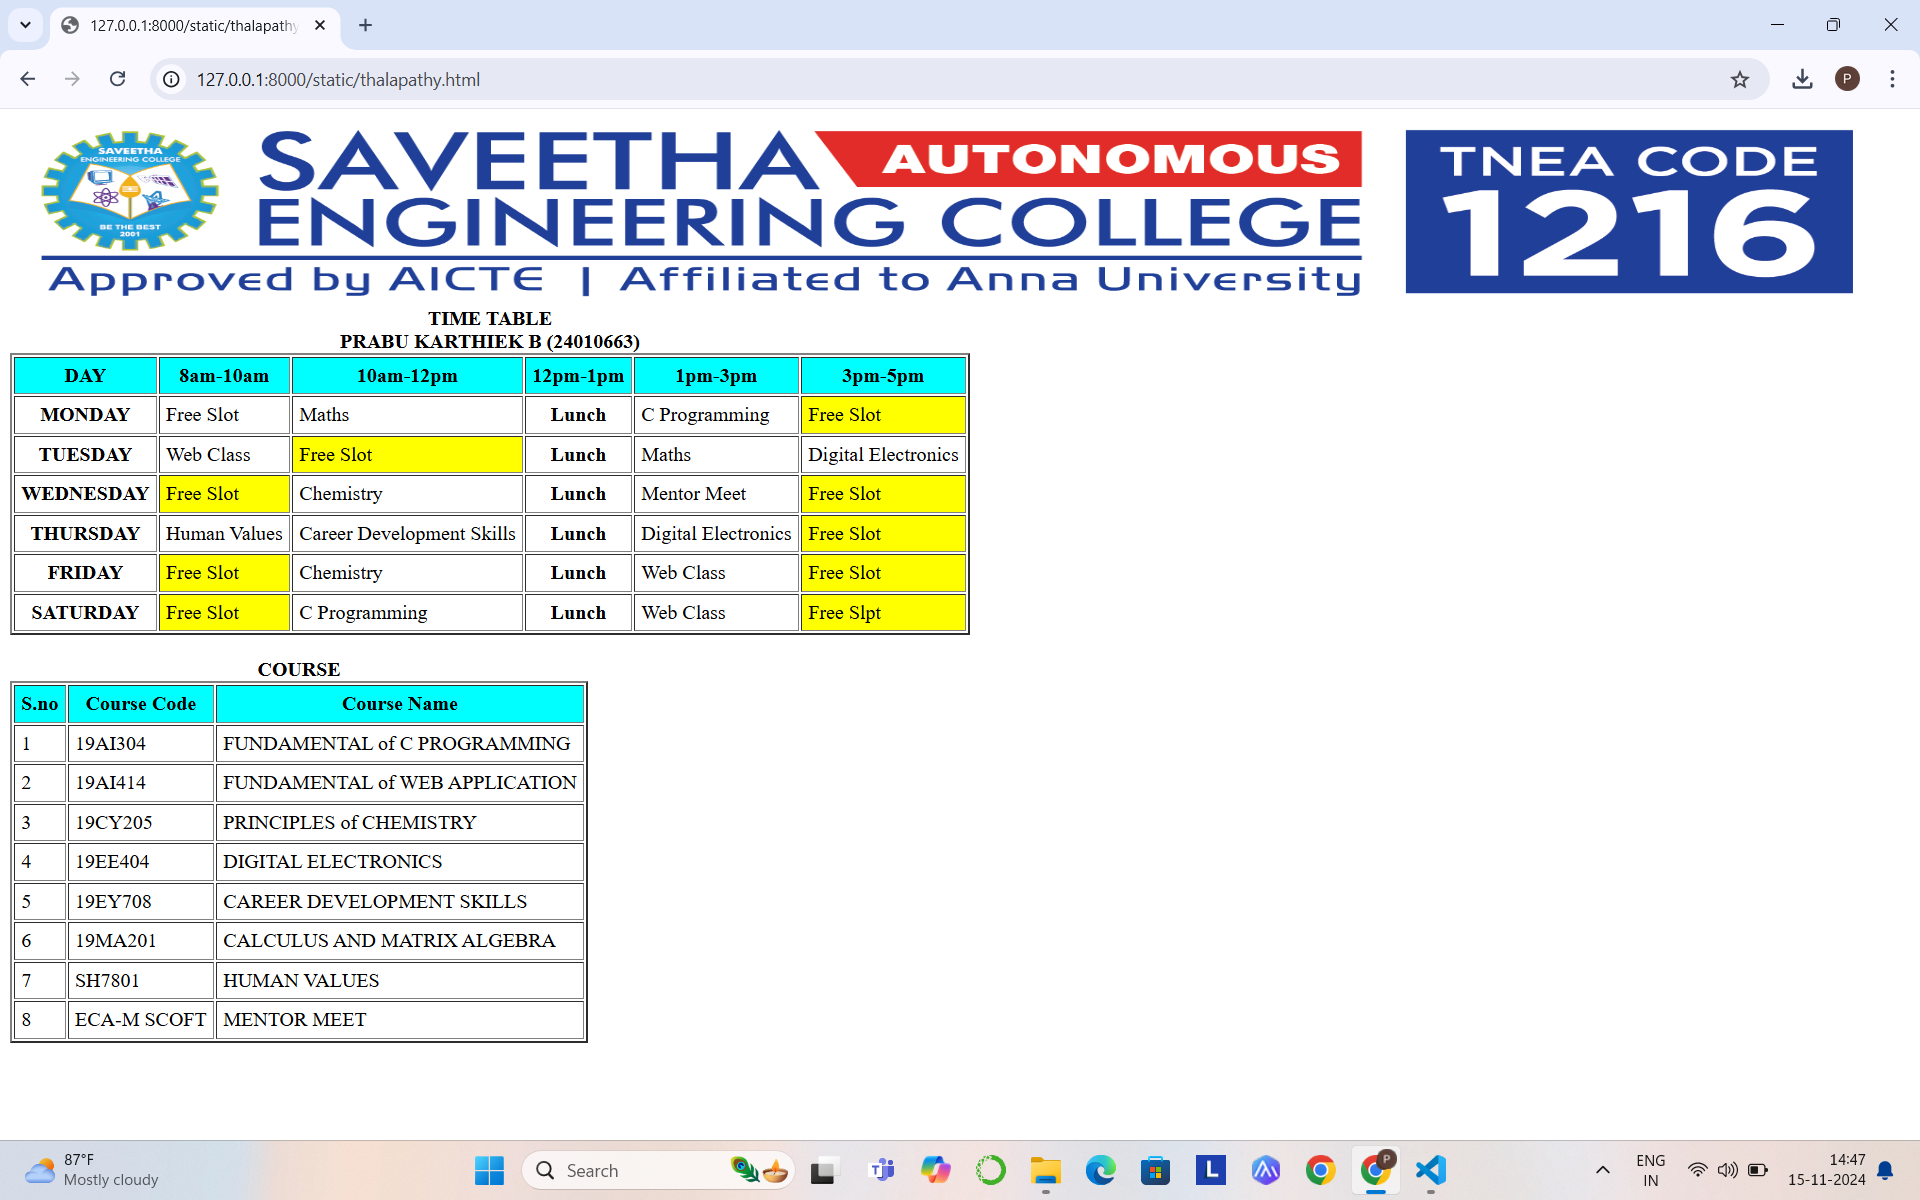 127.0.0.1:8000/static/thalapathy
127.0.0.1:8000/static/thalapathy.html
P
SAVEETHA
ENGINEERING COLLEGE
BE THE BEST
2001
SAVEETHA AUTONOMOUS
ENGINEERING COLLEGE
Approved by AICTE | Affiliated to Anna University
TNEA CODE
1216
TIME TABLE
PRABU KARTHIEK B (24010663)
DAY 8am-10am 10am-12pm 12pm-1pm 1pm-3pm 3pm-5pm
MONDAY Free Slot Maths Lunch C Programming Free Slot
TUESDAY Web Class Free Slot Lunch Maths Digital Electronics
WEDNESDAY Free Slot Chemistry Lunch Mentor Meet Free Slot
THURSDAY Human Values Career Development Skills Lunch Digital Electronics Free Slot
FRIDAY Free Slot Chemistry Lunch Web Class Free Slot
SATURDAY Free Slot C Programming Lunch Web Class Free Slpt
COURSE
S.no Course Code Course Name
1 19AI304 FUNDAMENTAL of C PROGRAMMING
2 19AI414 FUNDAMENTAL of WEB APPLICATION
3 19CY205 PRINCIPLES of CHEMISTRY
4 19EE404 DIGITAL ELECTRONICS
5 19EY708 CAREER DEVELOPMENT SKILLS
6 19MA201 CALCULUS AND MATRIX ALGEBRA
7 SH7801 HUMAN VALUES
8 ECA-M SCOFT MENTOR MEET
87°F
Mostly cloudy
Search
L
P
ENG
IN
14:47
15-11-2024